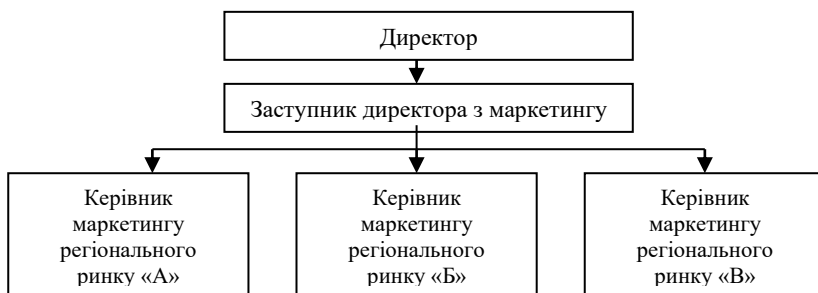 Директор
Заступник директора з маркетингу
Керівник
маркетингу
регіонального
ринку «А»
Керівник
маркетингу
регіонального
ринку «Б»
Керівник
маркетингу
регіонального
ринку «В»